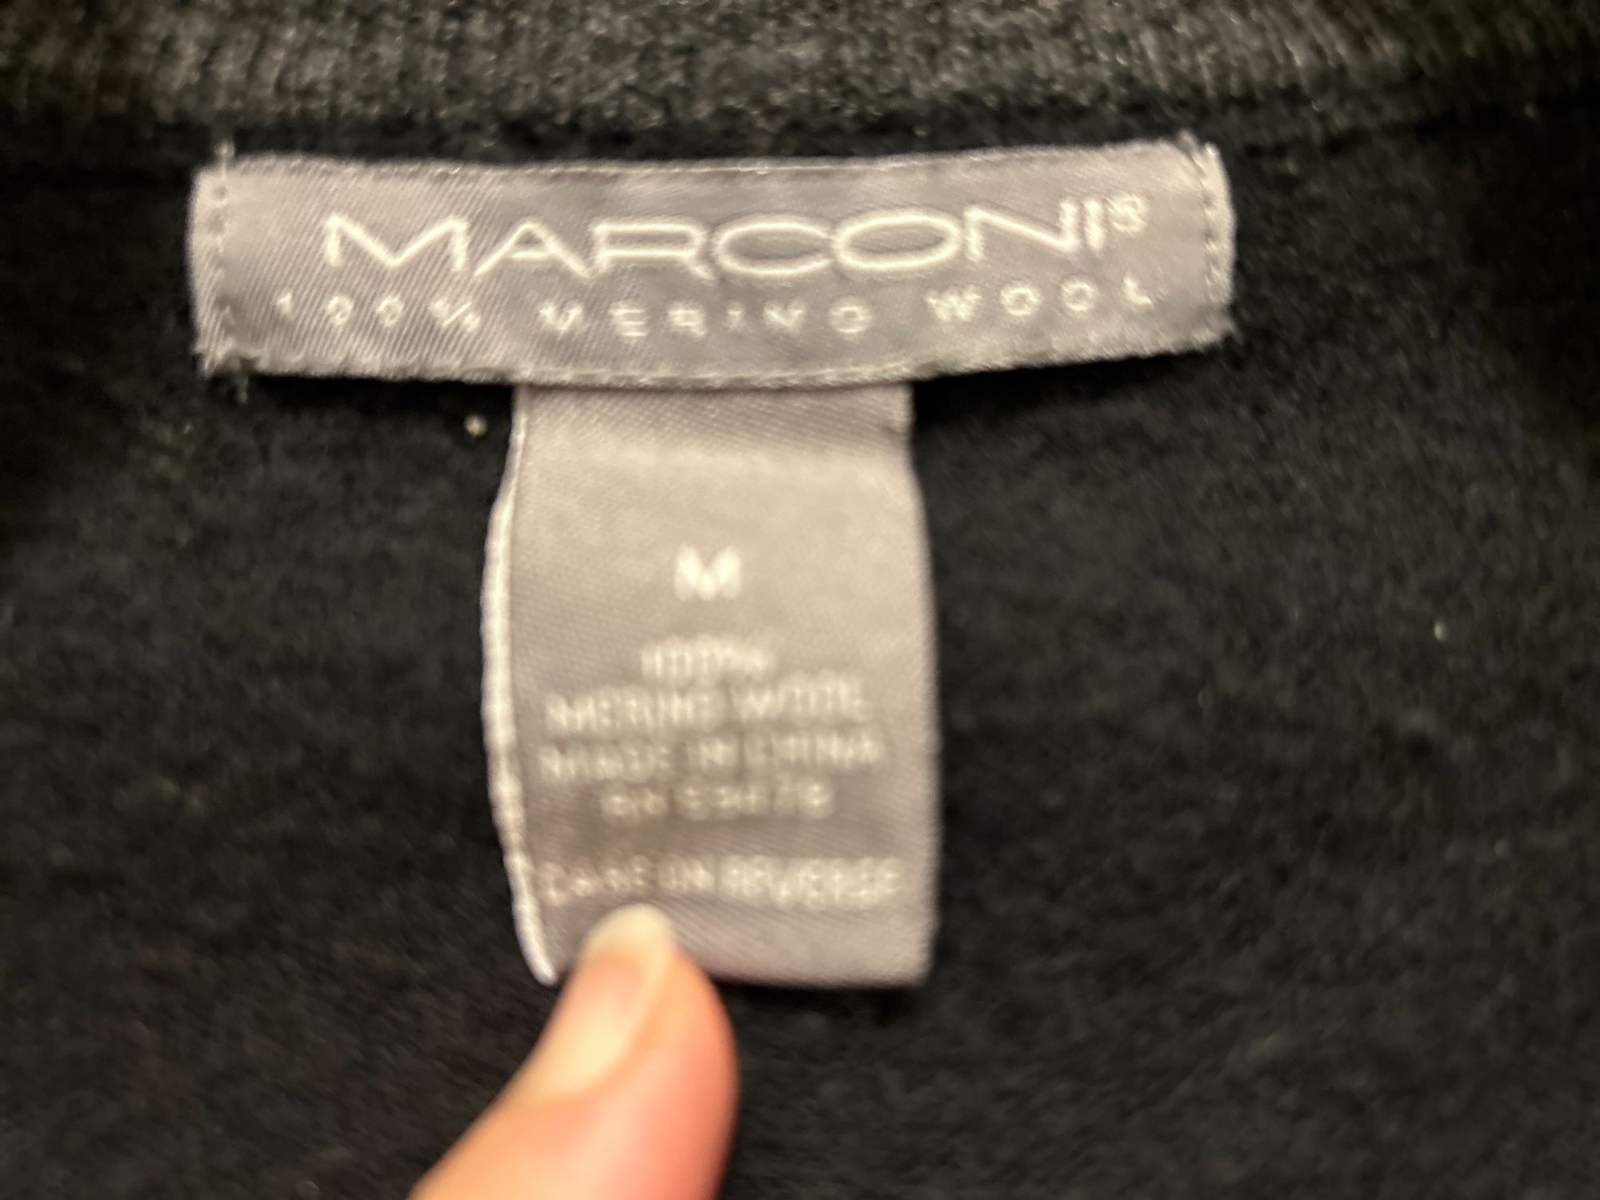 MARCONI®
100% MERINO WOOL
M
100%
MERINO WOOL
MADE IN CHINA
CARE ON REVERSE